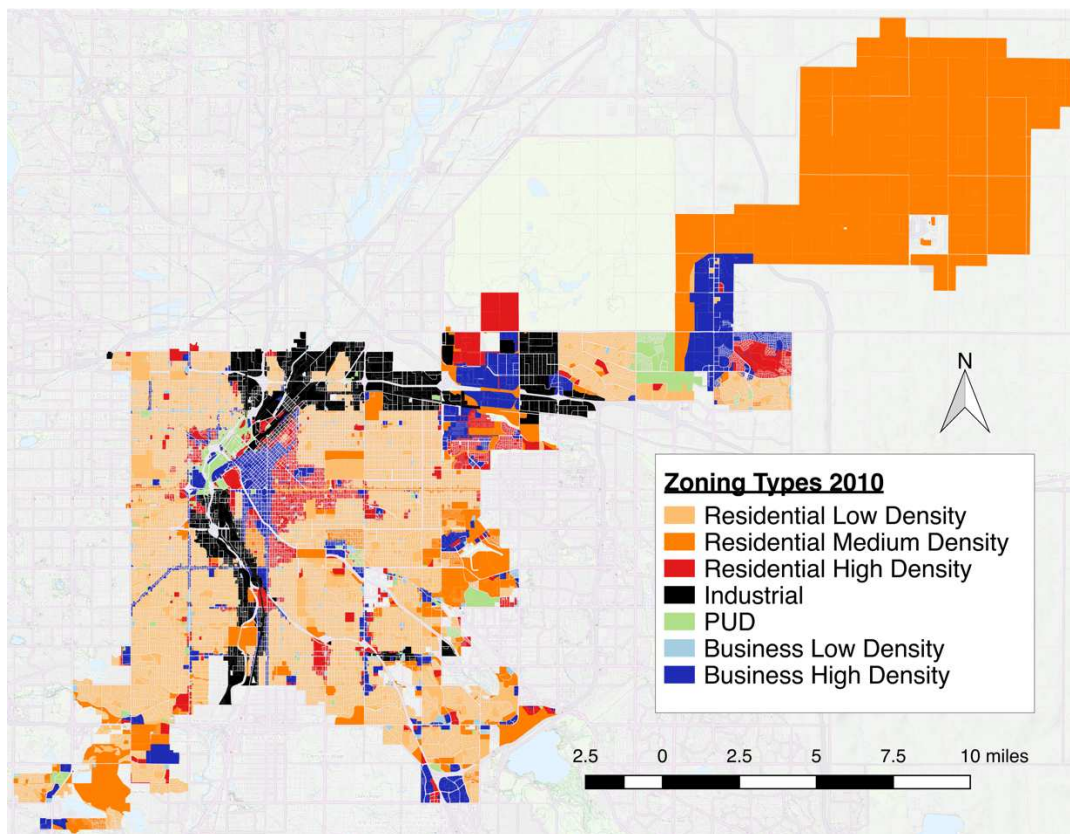 N
Zoning Types 2010
Residential Low Density
Residential Medium Density
Residential High Density
Industrial
PUD
Business Low Density
Business High Density
2.5 0 2.5 5 7.5 10 miles